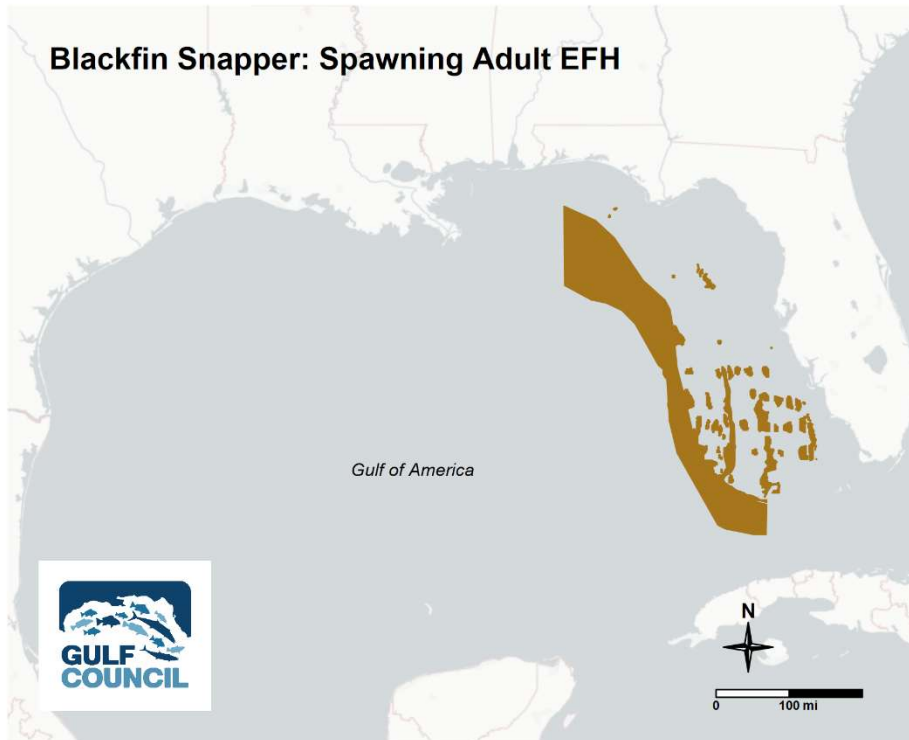 Blackfin Snapper: Spawning Adult EFH
Gulf of America
GULF
COUNCIL
N
0 100 mi